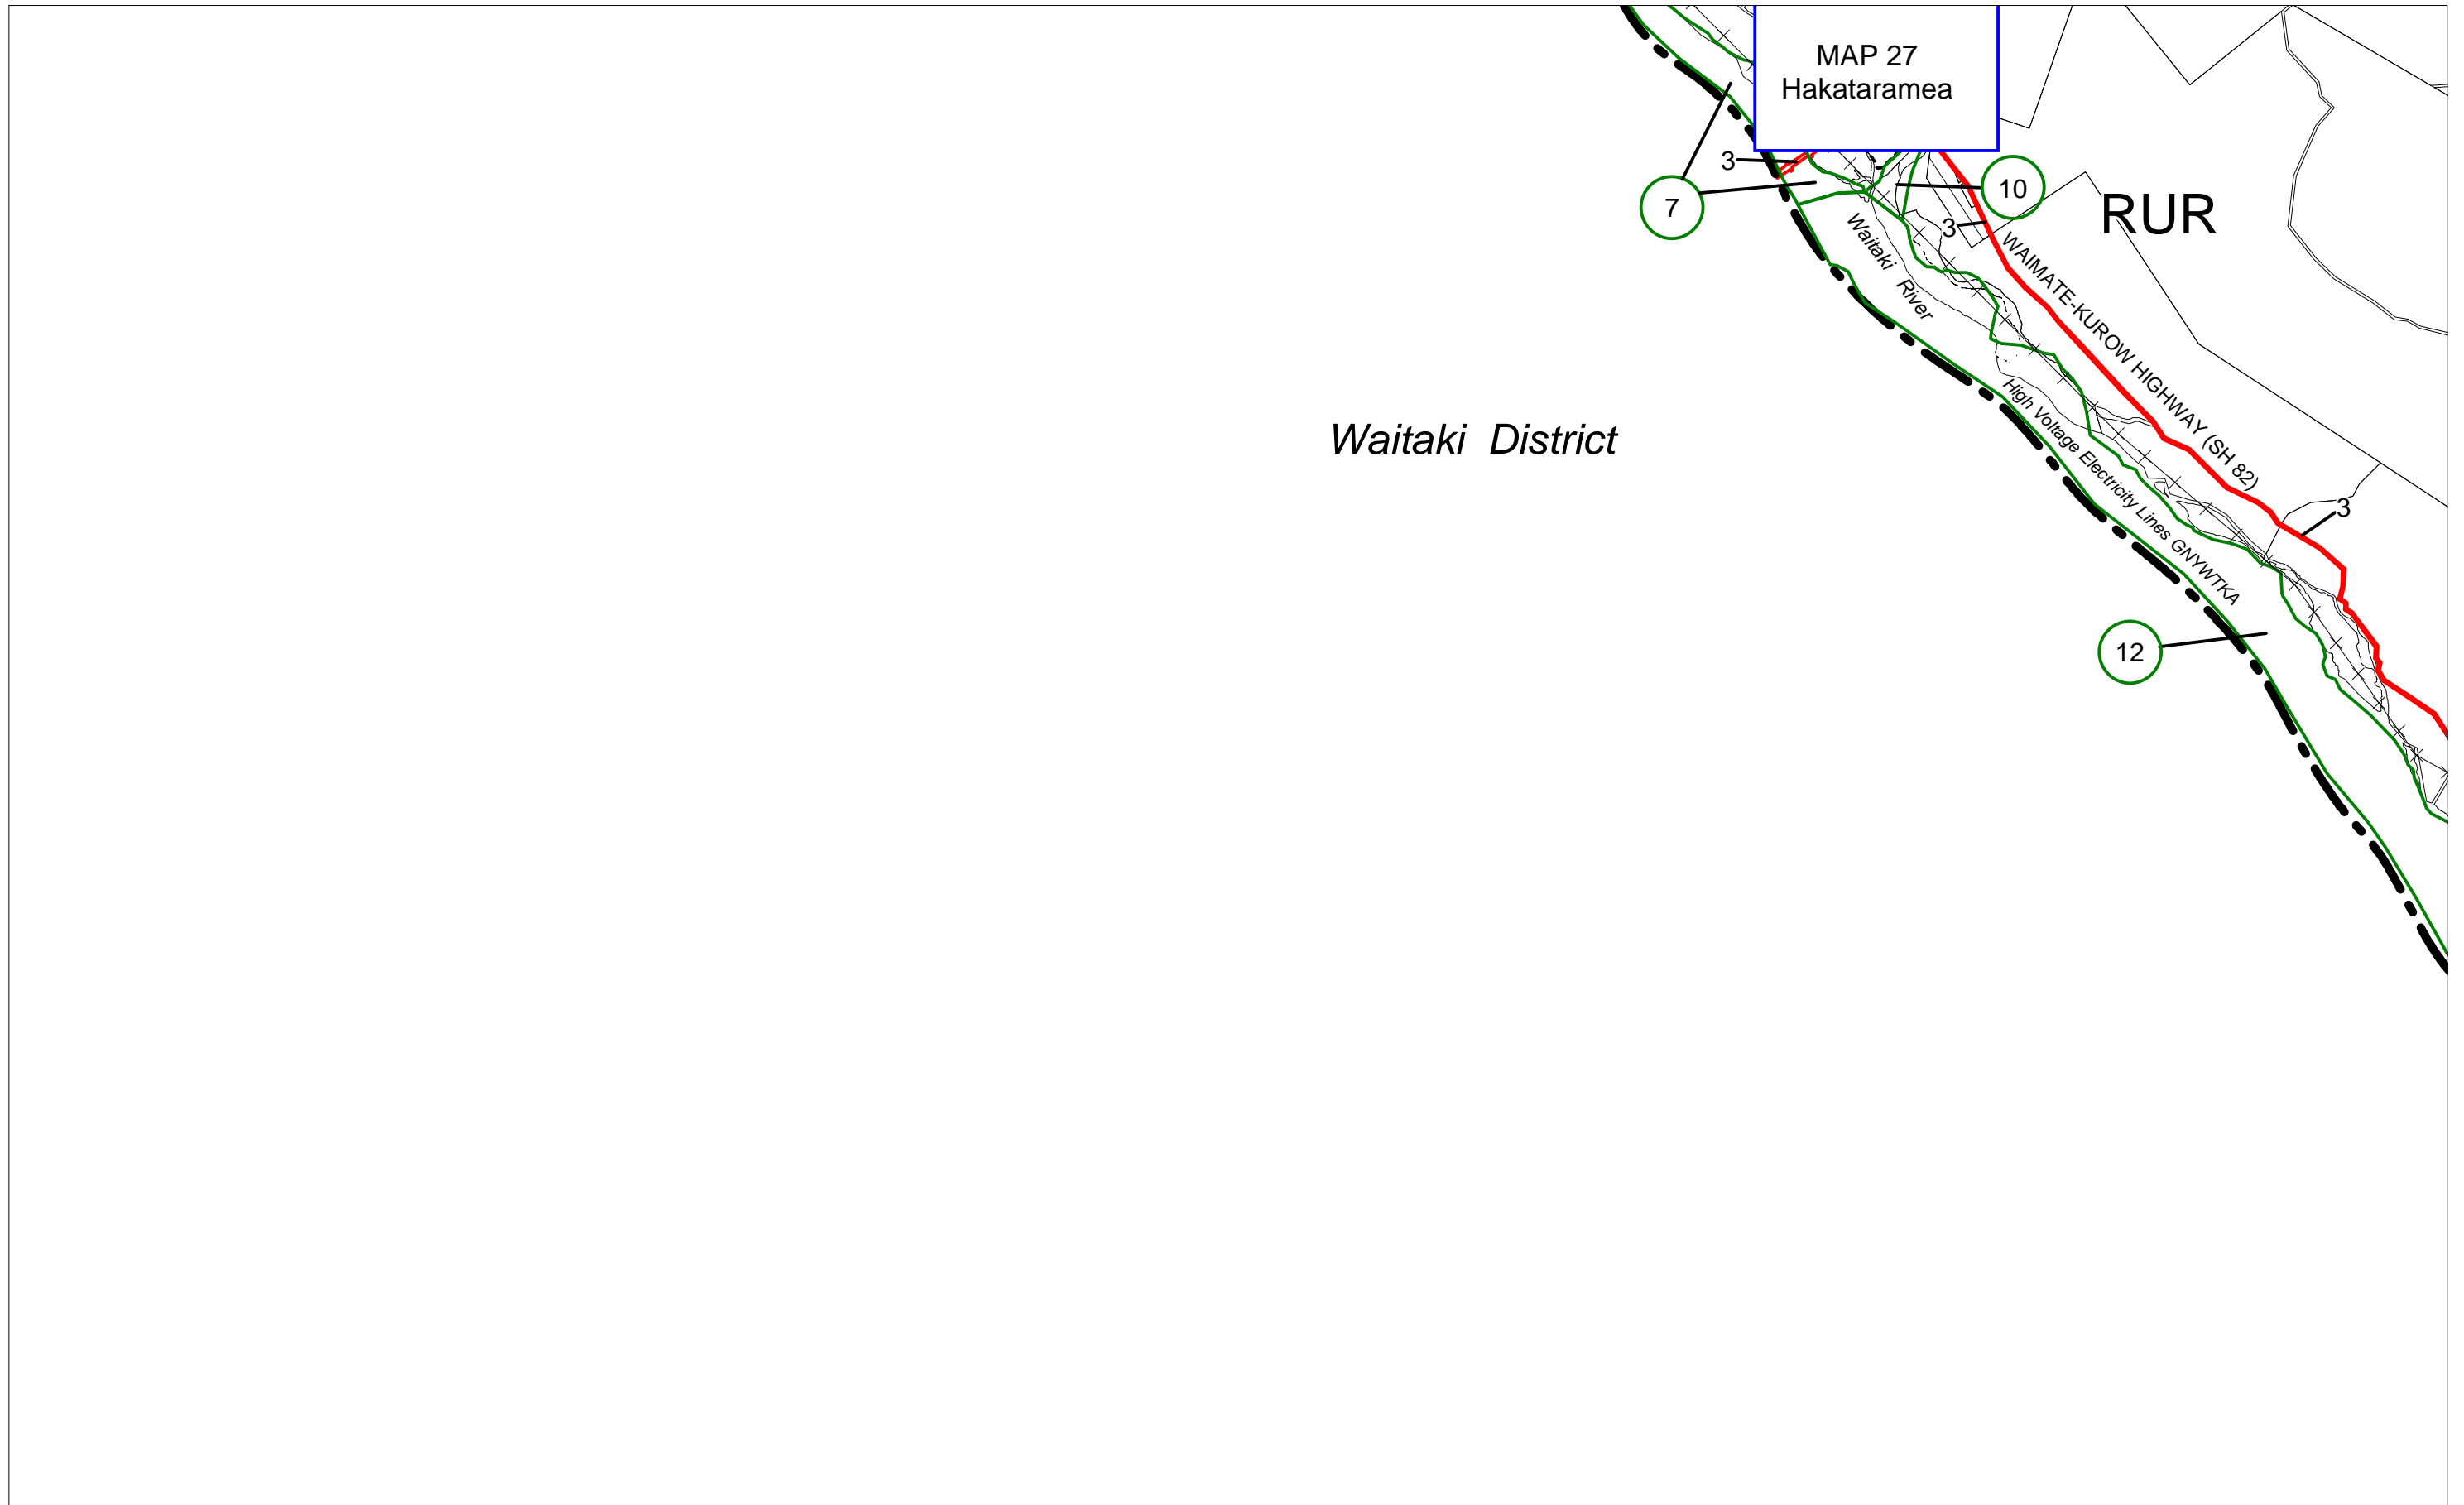 MAP 27
Hakataramea
3
7
10
RUR
3
Waitaki River
WAIMATE-KUROW HIGHWAY (SH 82)
Waitaki District
High Voltage Electricity Lines GNYWTKA
3
12